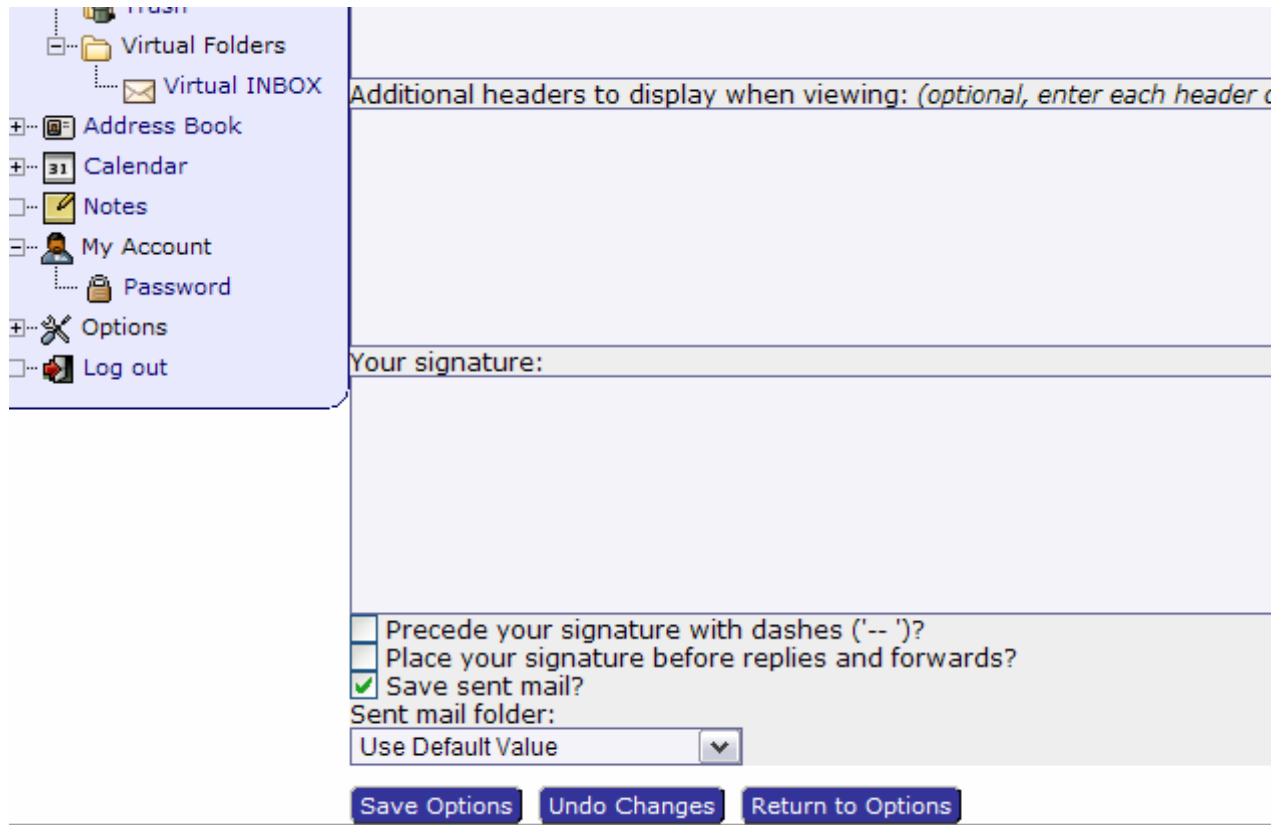 Trash
Virtual Folders
Virtual INBOX
Address Book
31 Calendar
Notes
My Account
Password
Options
Log out
Additional headers to display when viewing: (optional, enter each header
Your signature:
Precede your signature with dashes ('-- ')?
Place your signature before replies and forwards?
Save sent mail?
Sent mail folder:
Use Default Value
Save Options Undo Changes Return to Options